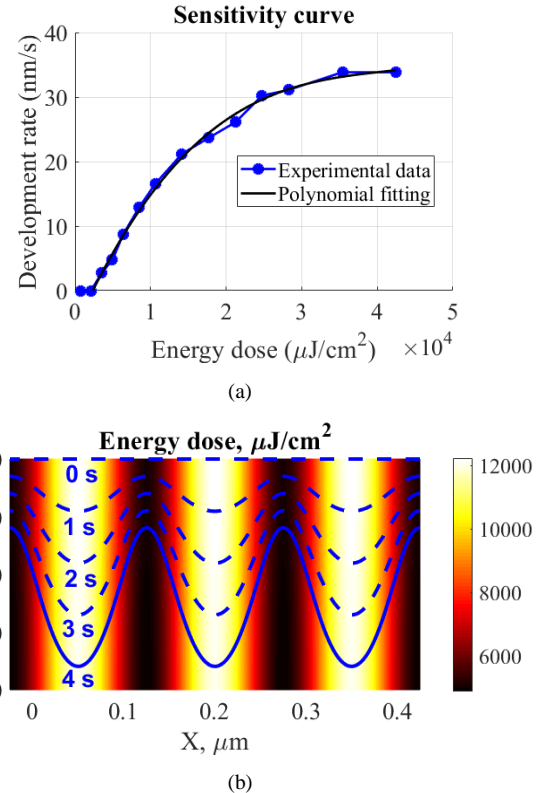 Sensitivity curve
40
30
20
10
0
Development rate (nm/s)
Experimental data
Polynomial fitting
0 1 2 3 4 5
Energy dose (μJ/cm²) ×10⁴
(a)
Energy dose, μJ/cm²
0 s
1 s
2 s
3 s
4 s
12000
10000
8000
6000
0 0.1 0.2 0.3 0.4
X, μm
(b)